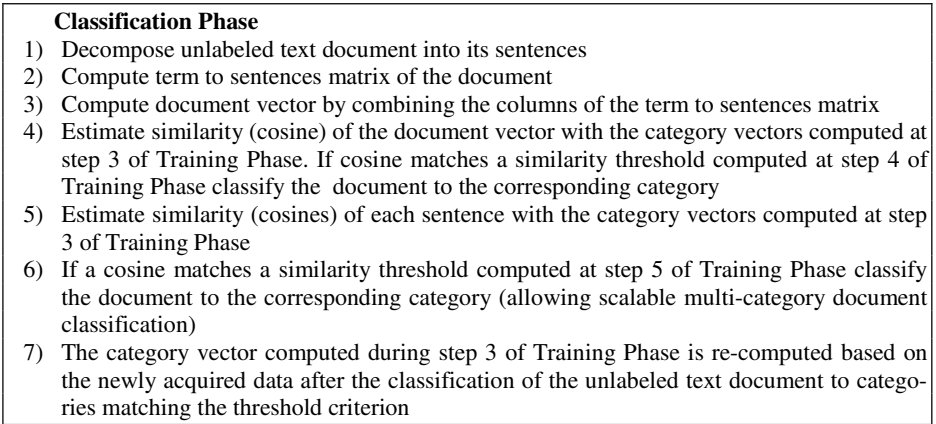 Classification Phase
1) Decompose unlabeled text document into its sentences
2) Compute term to sentences matrix of the document
3) Compute document vector by combining the columns of the term to sentences matrix
4) Estimate similarity (cosine) of the document vector with the category vectors computed at
step 3 of Training Phase. If cosine matches a similarity threshold computed at step 4 of
Training Phase classify the document to the corresponding category
5) Estimate similarity (cosines) of each sentence with the category vectors computed at step
3 of Training Phase
6) If a cosine matches a similarity threshold computed at step 5 of Training Phase classify
the document to the corresponding category (allowing scalable multi-category document
classification)
7) The category vector computed during step 3 of Training Phase is re-computed based on
the newly acquired data after the classification of the unlabeled text document to catego-
ries matching the threshold criterion